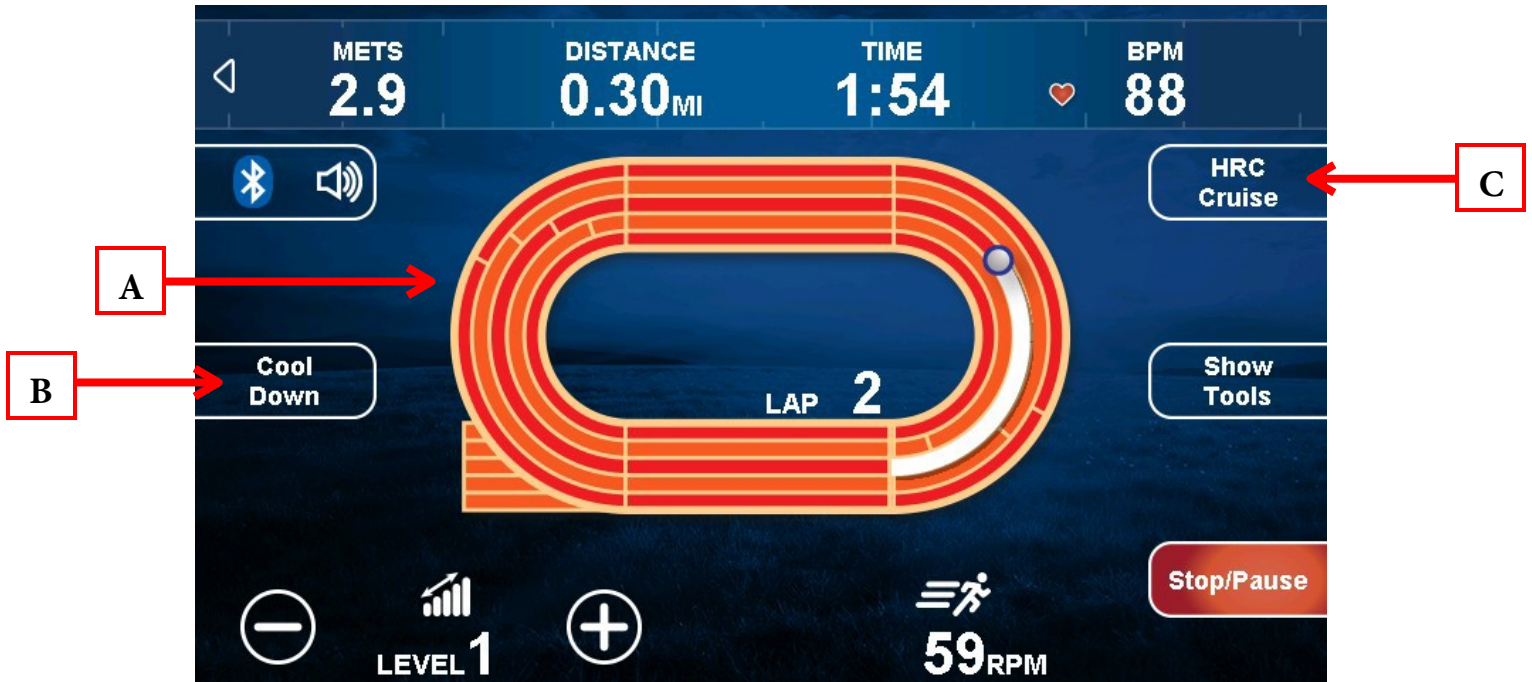 METS DISTANCE TIME BPM
2.9 0.30MI 1:54 88
HRC
Cruise
C
A
Cool
Down
B
LAP 2
Show
Tools
Stop/Pause
LEVEL 1
59RPM